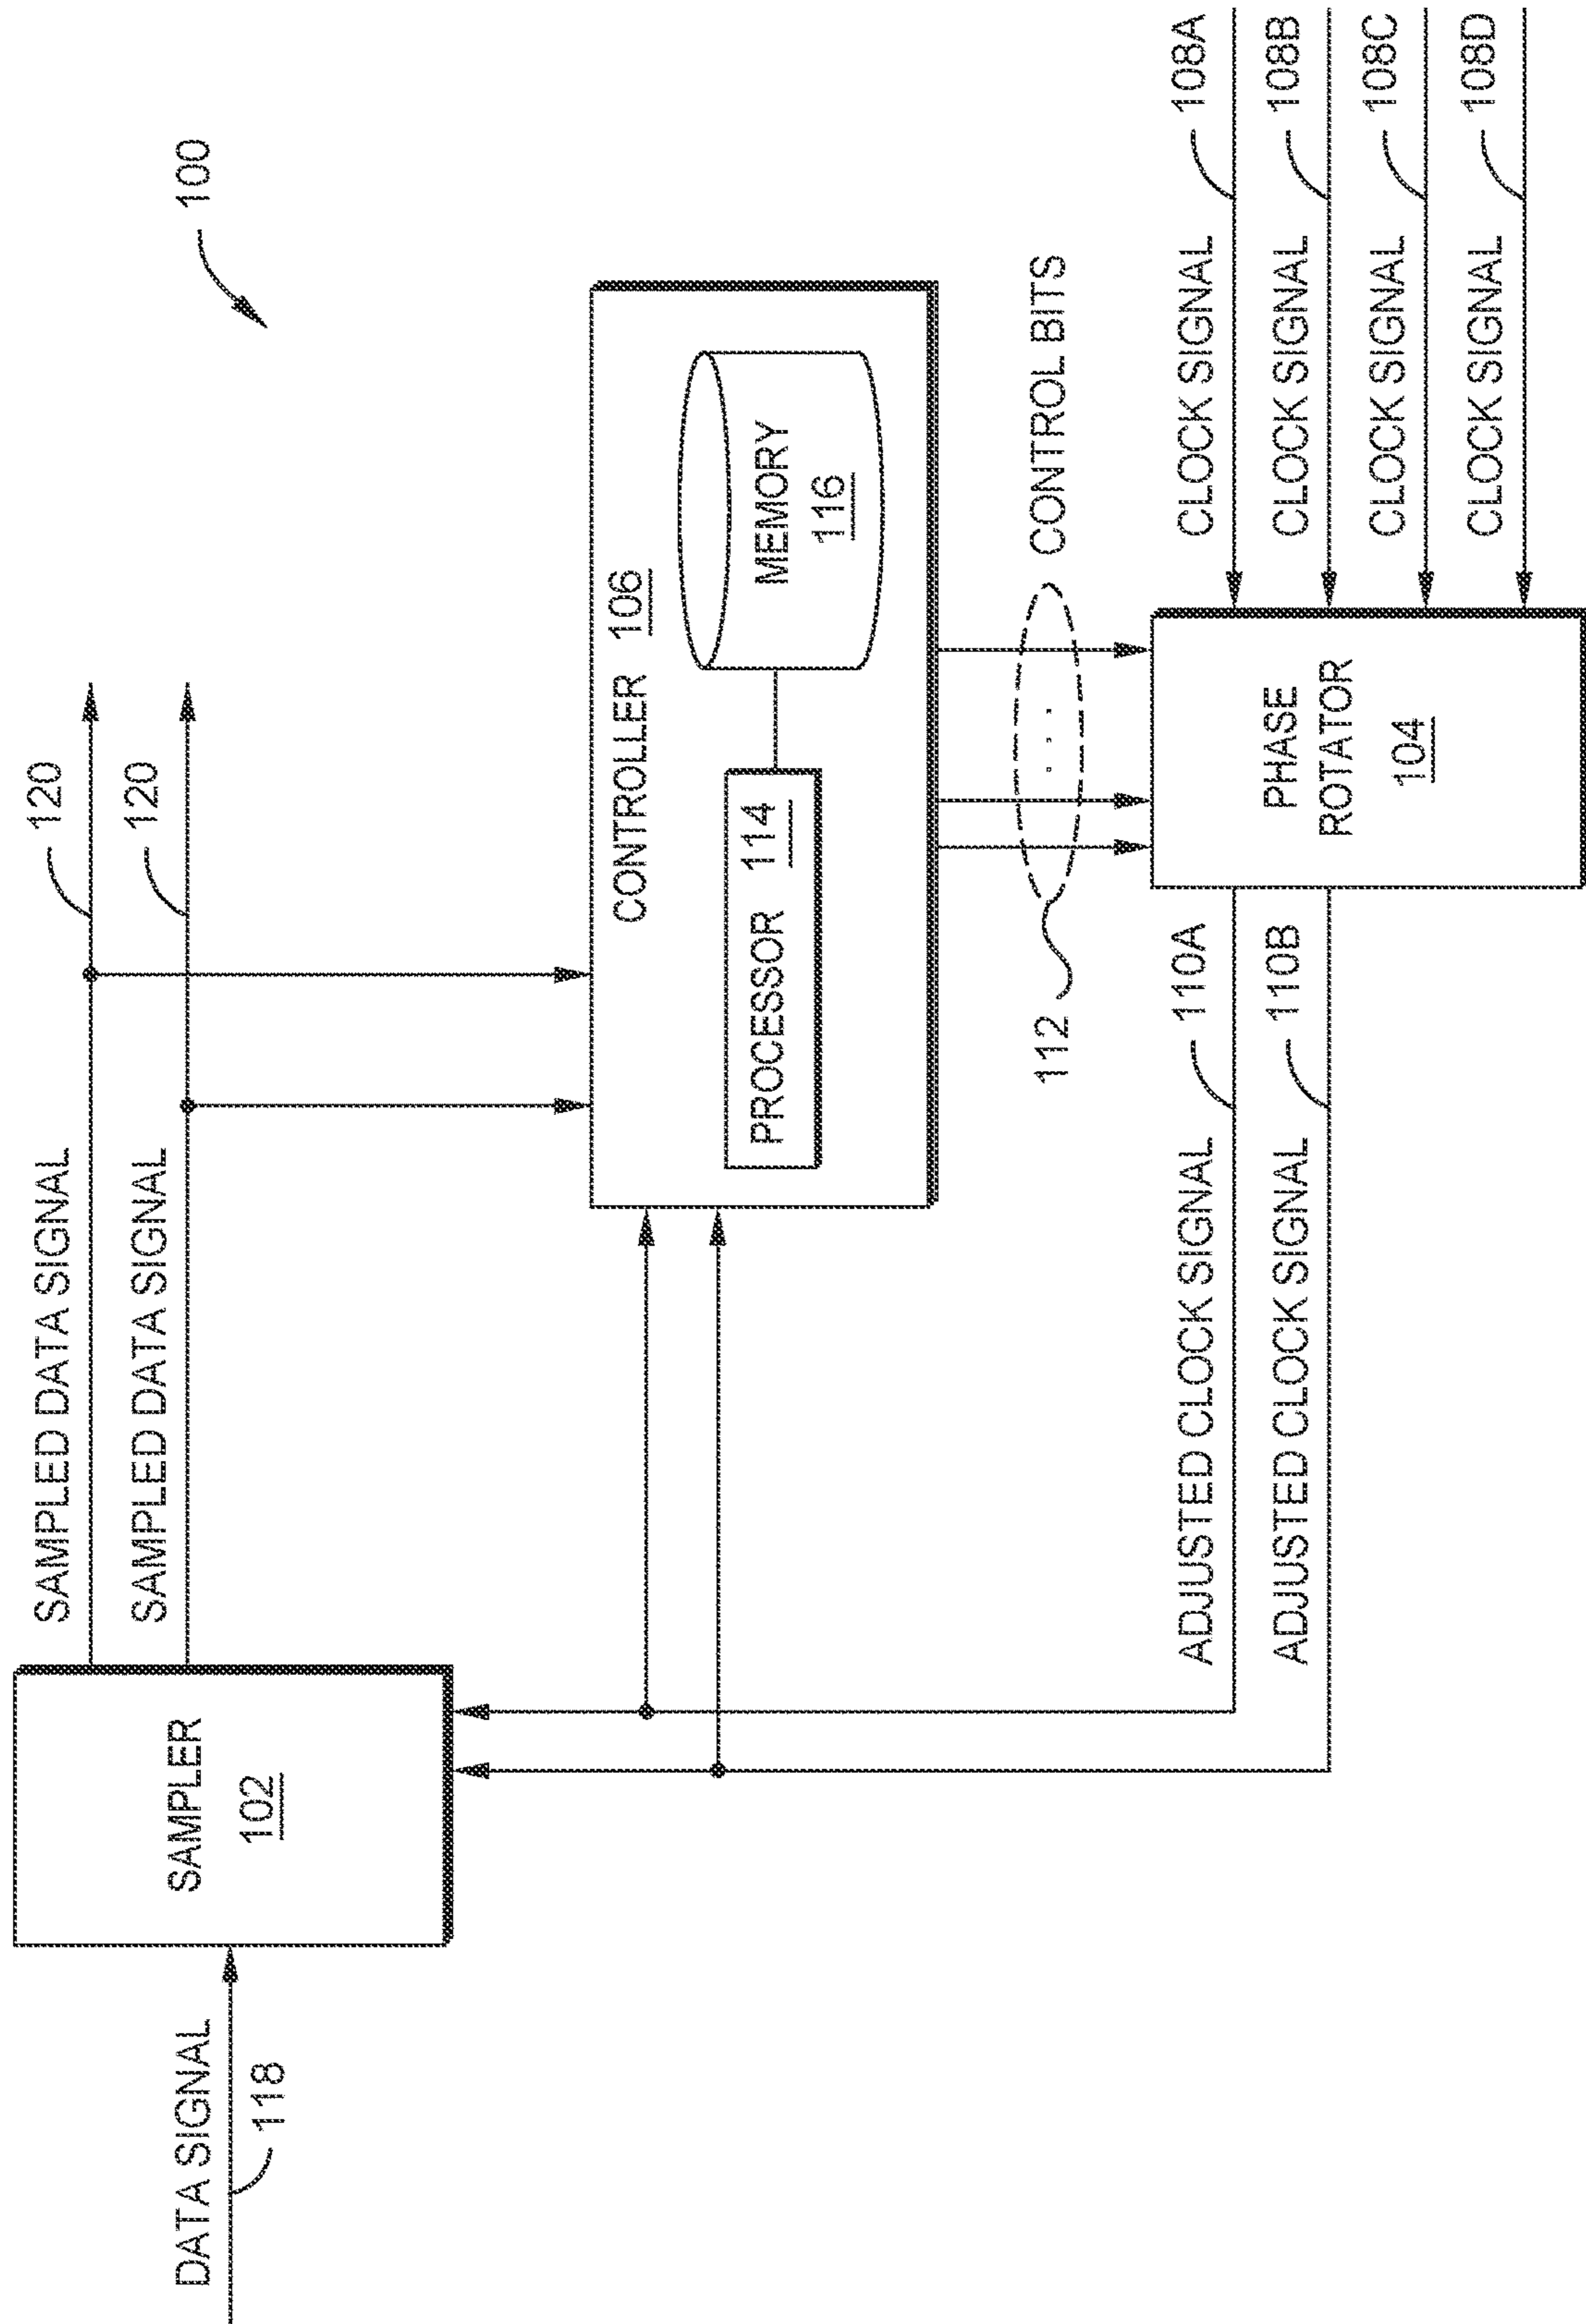 100
SAMPLED DATA SIGNAL
120
SAMPLED DATA SIGNAL
120
DATA SIGNAL
118
SAMPLER
102
CONTROLLER 106
PROCESSOR 114
MEMORY
116
112
CONTROL BITS
ADJUSTED CLOCK SIGNAL
110A
ADJUSTED CLOCK SIGNAL
110B
PHASE
ROTATOR
104
CLOCK SIGNAL
108A
CLOCK SIGNAL
108B
CLOCK SIGNAL
108C
CLOCK SIGNAL
108D